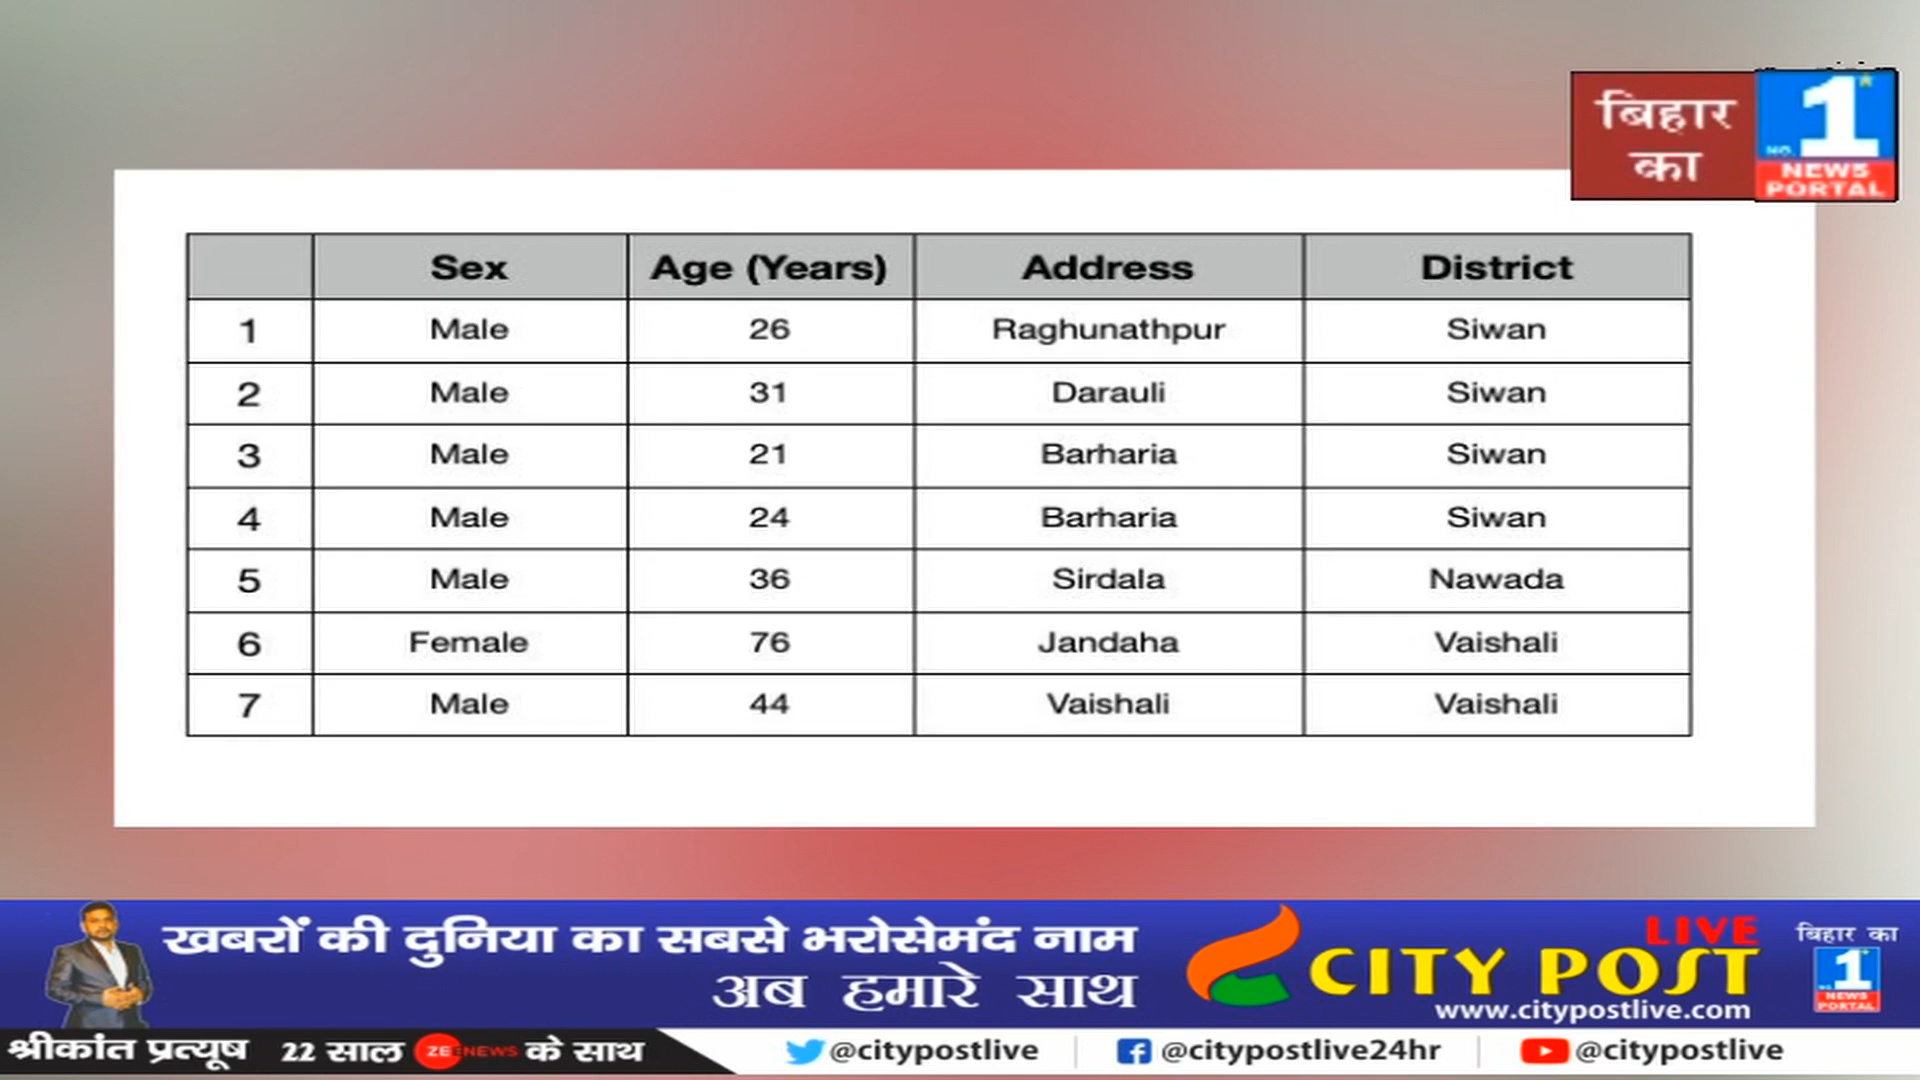 बिहार
का
NO. 1
NEWS
PORTAL
Sex Age (Years) Address District
1 Male 26 Raghunathpur Siwan
2 Male 31 Darauli Siwan
3 Male 21 Barharia Siwan
4 Male 24 Barharia Siwan
5 Male 36 Sirdala Nawada
6 Female 76 Jandaha Vaishali
7 Male 44 Vaishali Vaishali
खबरों की दुनिया का सबसे भरोसेमंद नाम
अब हमारे साथ
LIVE
CITY POST
www.citypostlive.com
बिहार का
1
NEWS
PORTAL
श्रीकांत प्रत्यूष 22 साल ZEE NEWS के साथ
@citypostlive @citypostlive24hr @citypostlive